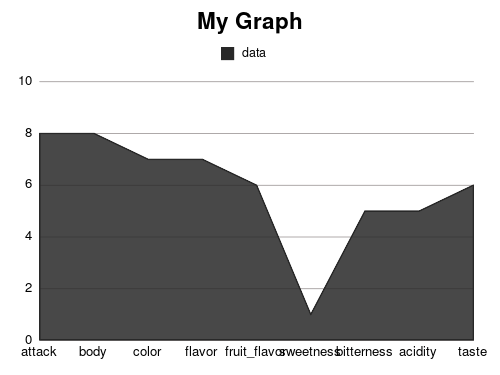 My Graph
data
10
8
6
4
2
0
attack body color flavor fruit_flavor sweetness bitterness acidity taste